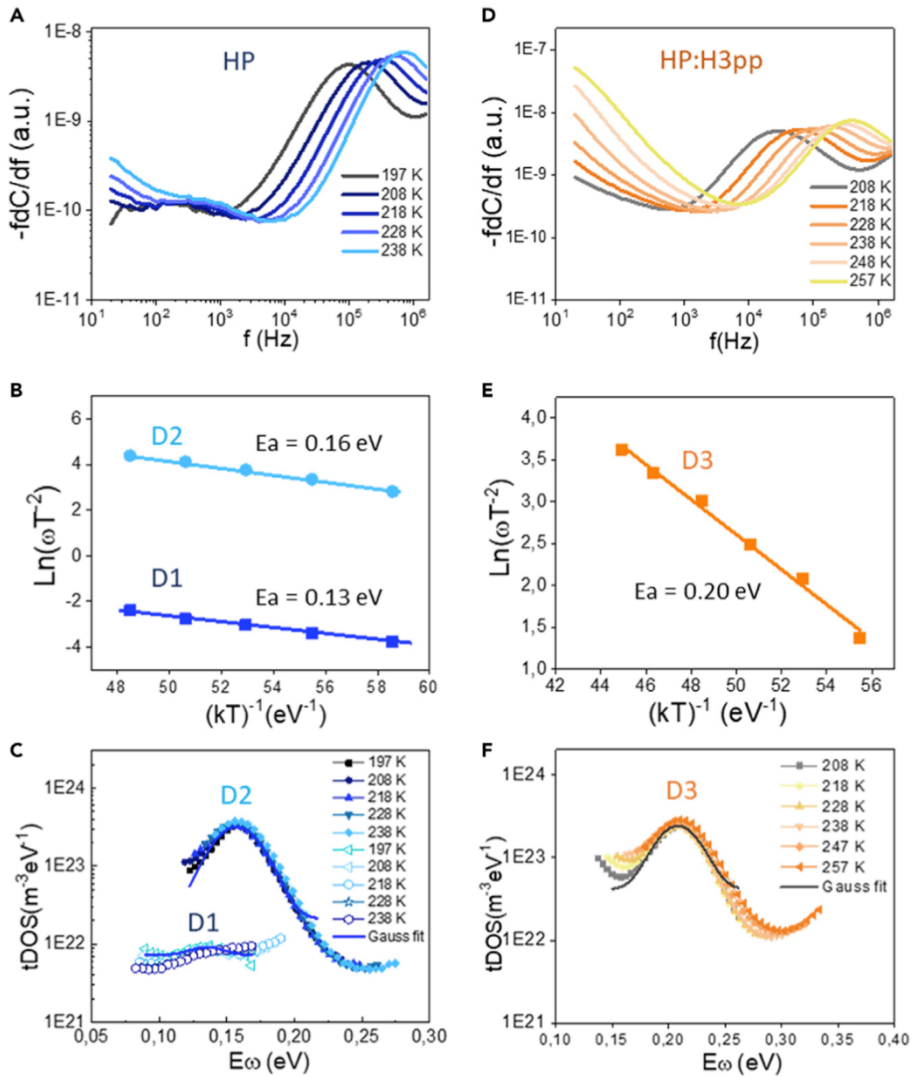 A
1E-8
1E-9
1E-10
1E-11
-fdC/df (a.u.)
HP
197 K
208 K
218 K
228 K
238 K
10¹ 10² 10³ 10⁴ 10⁵ 10⁶
f (Hz)
D
1E-7
1E-8
1E-9
1E-10
1E-11
-fdC/df (a.u.)
HP:H3pp
208 K
218 K
228 K
238 K
248 K
257 K
10¹ 10² 10³ 10⁴ 10⁵ 10⁶
f(Hz)
B
6
4
2
0
-2
-4
Ln(ωT⁻²)
D2
Ea = 0.16 eV
D1
Ea = 0.13 eV
48 50 52 54 56 58 60
(kT)⁻¹ (eV⁻¹)
E
4,0
3,5
3,0
2,5
2,0
1,5
1,0
Ln(ωT⁻²)
D3
Ea = 0.20 eV
42 44 46 48 50 52 54 56
(kT)⁻¹ (eV⁻¹)
C
1E24
1E23
1E22
1E21
tDOS(m⁻³eV⁻¹)
D2
D1
197 K
208 K
218 K
228 K
238 K
197 K
208 K
218 K
228 K
238 K
Gauss fit
0,05 0,10 0,15 0,20 0,25 0,30
Eω (eV)
F
1E24
1E23
1E22
1E21
tDOS(m⁻³eV⁻¹)
D3
208 K
218 K
228 K
238 K
247 K
257 K
Gauss fit
0,10 0,15 0,20 0,25 0,30 0,35 0,40
Eω (eV)